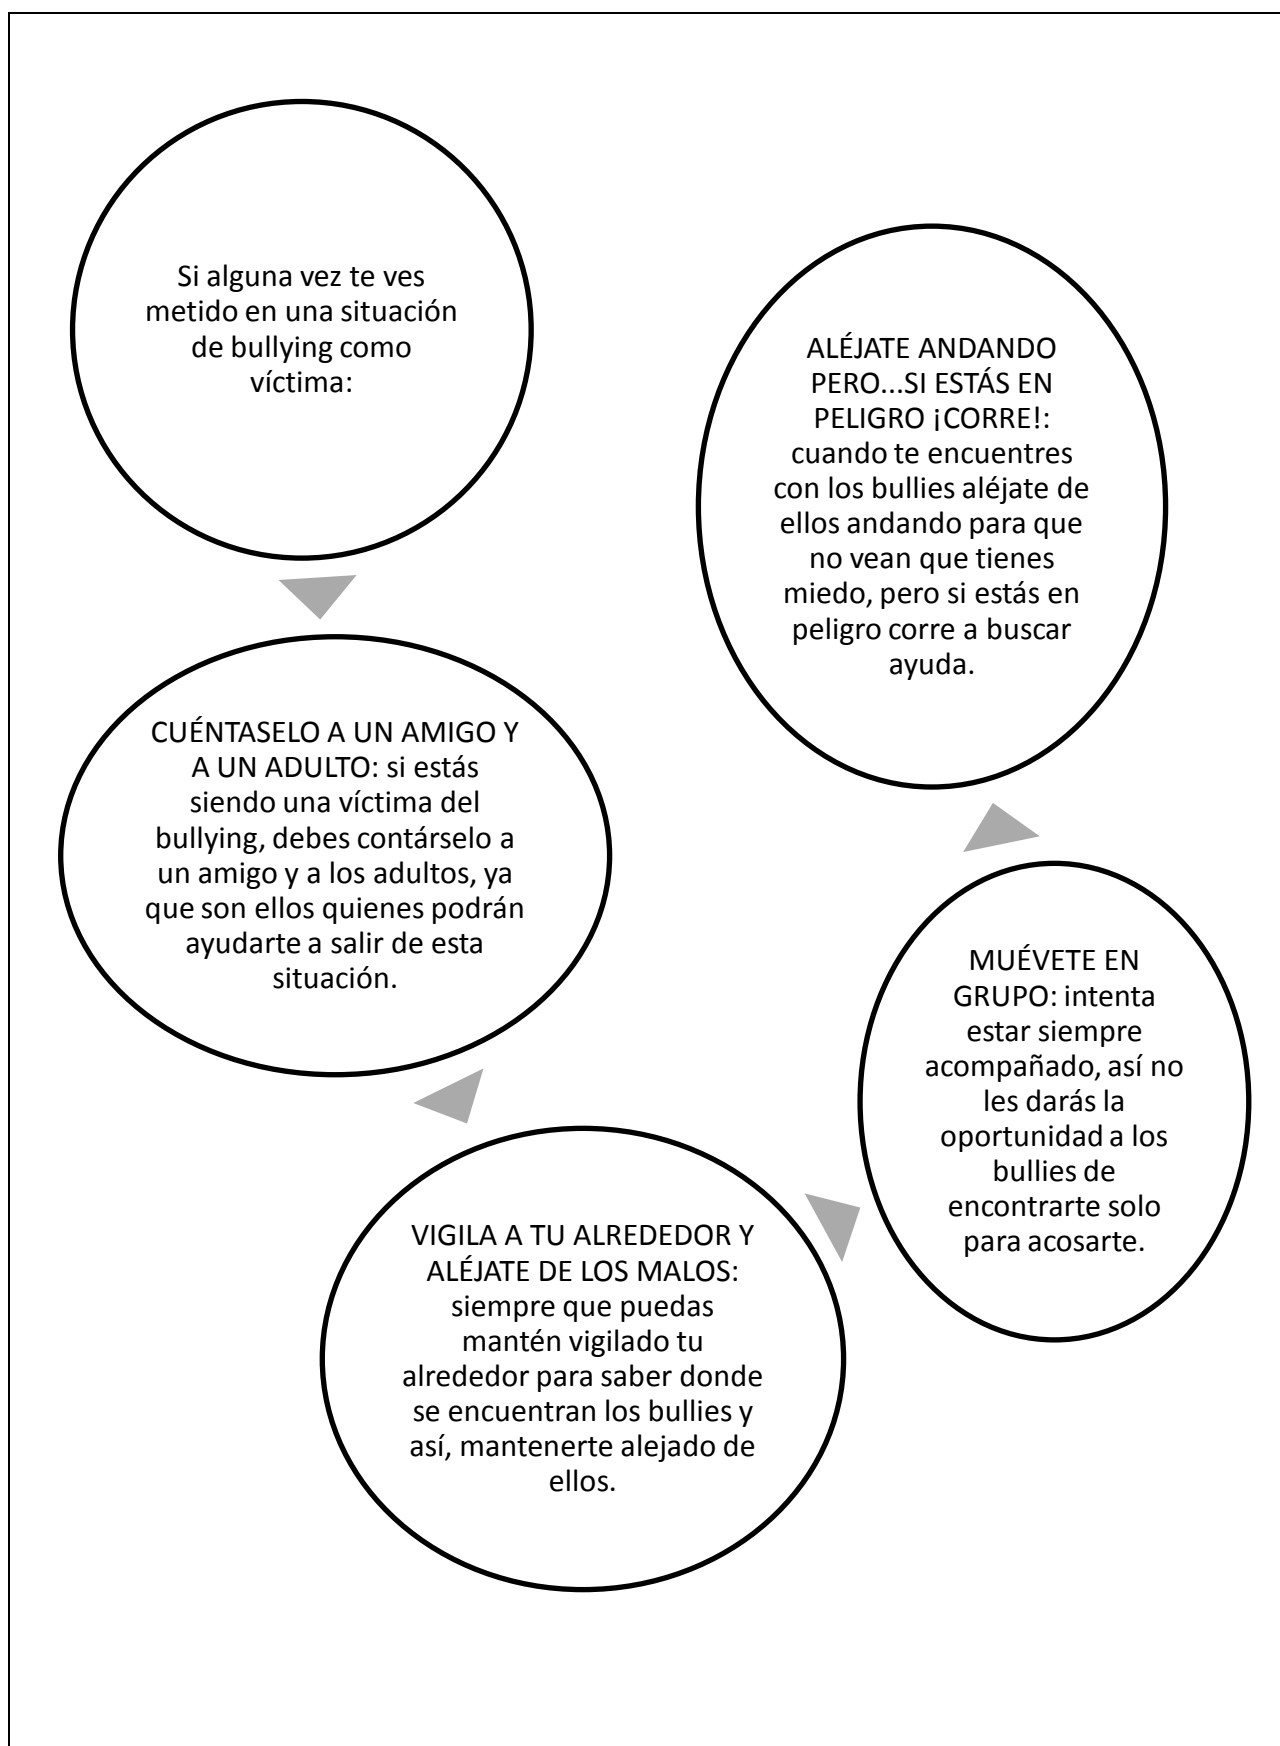 Si alguna vez te ves
metido en una situación
de bullying como
víctima:
CUÉNTASELO A UN AMIGO Y
A UN ADULTO: si estás
siendo una víctima del
bullying, debes contárselo a
un amigo y a los adultos, ya
que son ellos quienes podrán
ayudarte a salir de esta
situación.
VIGILA A TU ALREDEDOR Y
ALÉJATE DE LOS MALOS:
siempre que puedas
mantén vigilado tu
alrededor para saber donde
se encuentran los bullies y
así, mantenerte alejado de
ellos.
MUÉVETE EN
GRUPO: intenta
estar siempre
acompañado, así no
les darás la
oportunidad a los
bullies de
encontrarte solo
para acosarte.
ALÉJATE ANDANDO
PERO...SI ESTÁS EN
PELIGRO ¡CORRE!:
cuando te encuentres
con los bullies aléjate de
ellos andando para que
no vean que tienes
miedo, pero si estás en
peligro corre a buscar
ayuda.